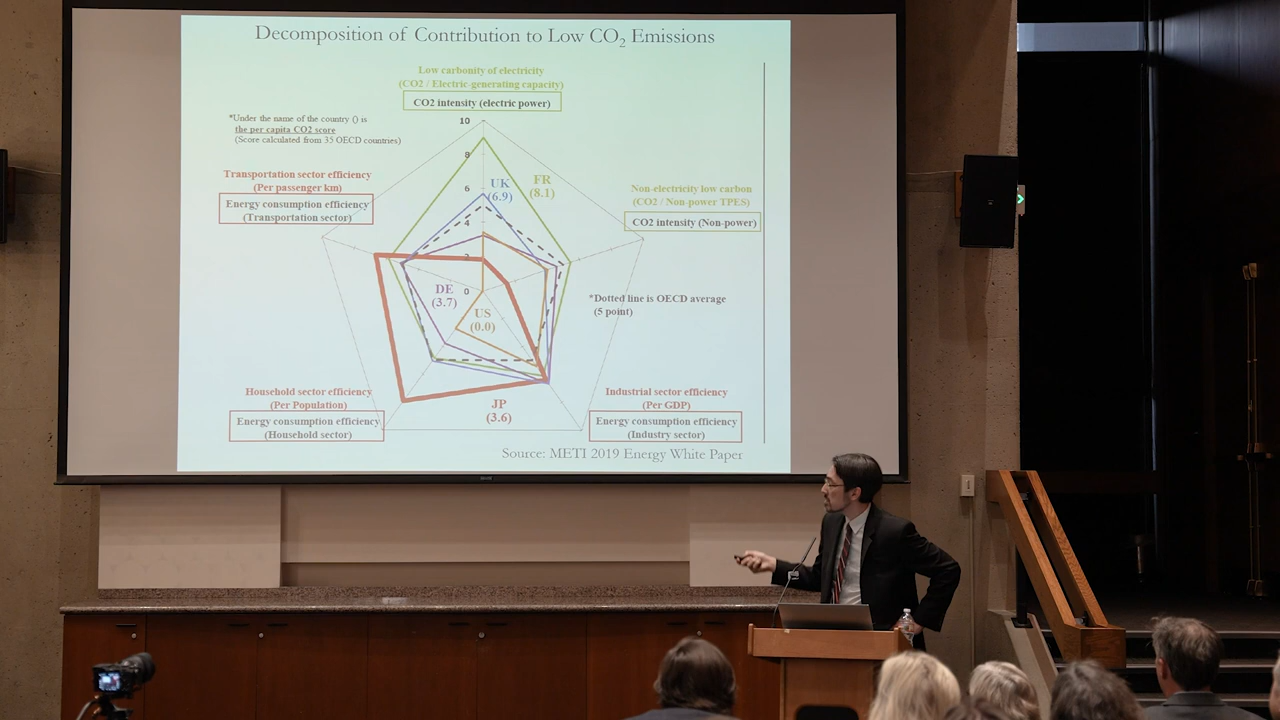 Decomposition of Contribution to Low CO2 Emissions
Low carbonity of electricity
(CO2 / Electric-generating capacity)
CO2 intensity (electric power)
*Under the name of the country () is
the per capita CO2 score
(Score calculated from 35 OECD countries)
10
8
6
4
2
0
Transportation sector efficiency
(Per passenger km)
Energy consumption efficiency
(Transportation sector)
UK
(6.9)
FR
(8.1)
Non-electricity low carbon
(CO2 / Non-power TPES)
CO2 intensity (Non-power)
DE
(3.7)
US
(0.0)
*Dotted line is OECD average
(5 point)
Household sector efficiency
(Per Population)
Energy consumption efficiency
(Household sector)
JP
(3.6)
Industrial sector efficiency
(Per GDP)
Energy consumption efficiency
(Industry sector)
Source: METI 2019 Energy White Paper